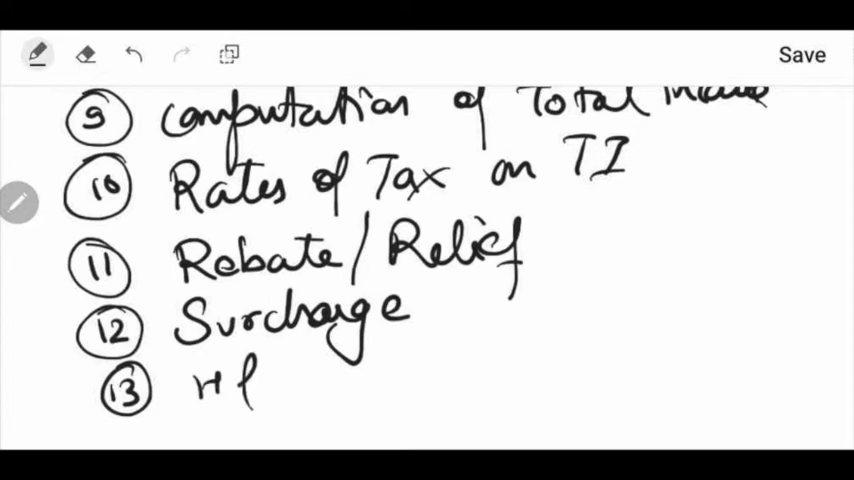 Save
9 Computation of Total
10 Rates of Tax on TI
11 Rebate/Relief
12 Surcharge
13